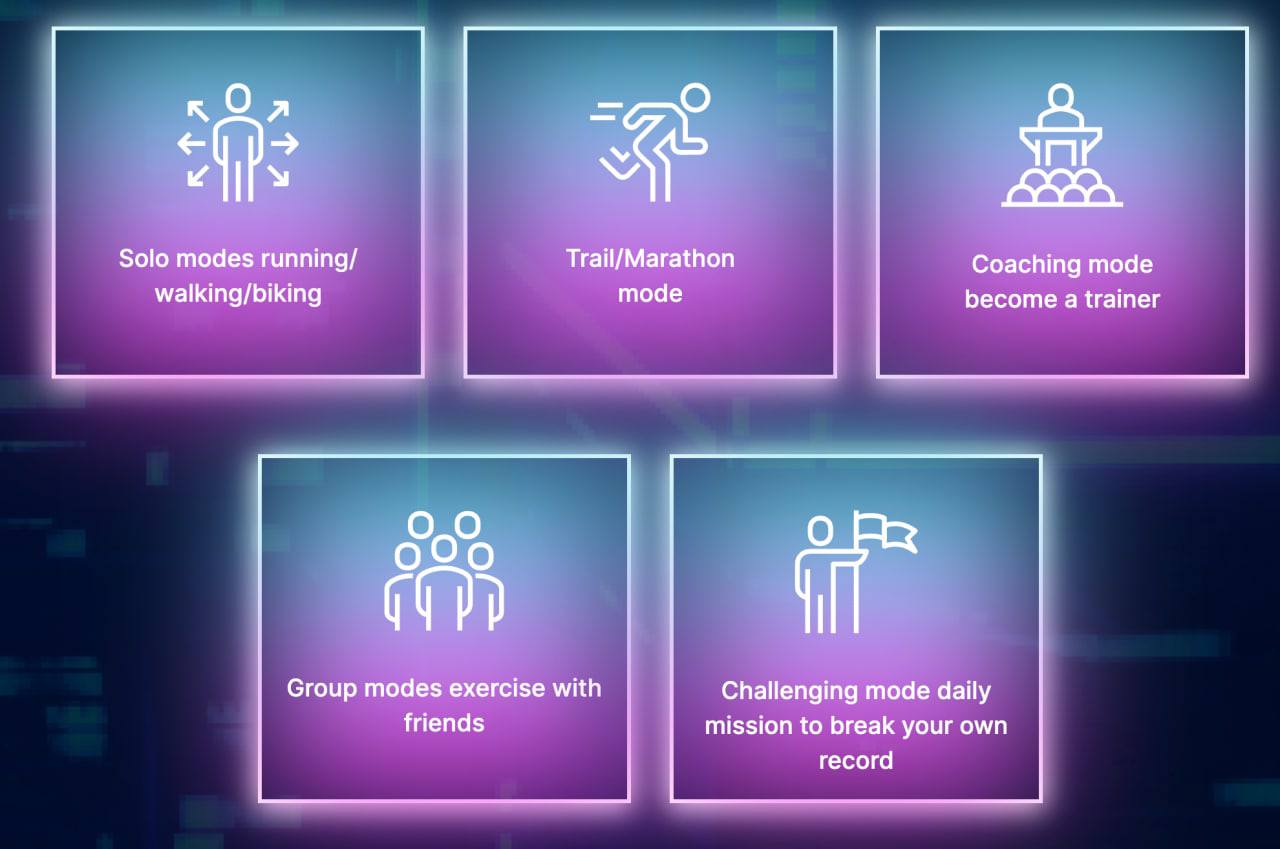 Solo modes running/
walking/biking
Trail/Marathon
mode
Coaching mode
become a trainer
Group modes exercise with
friends
Challenging mode daily
mission to break your own
record